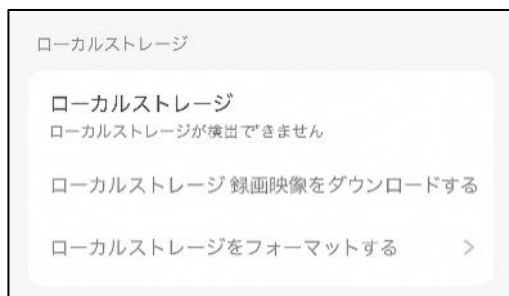 ローカルストレージ
ローカルストレージ
ローカルストレージが検出できません
ローカルストレージ 録画映像をダウンロードする
ローカルストレージをフォーマットする